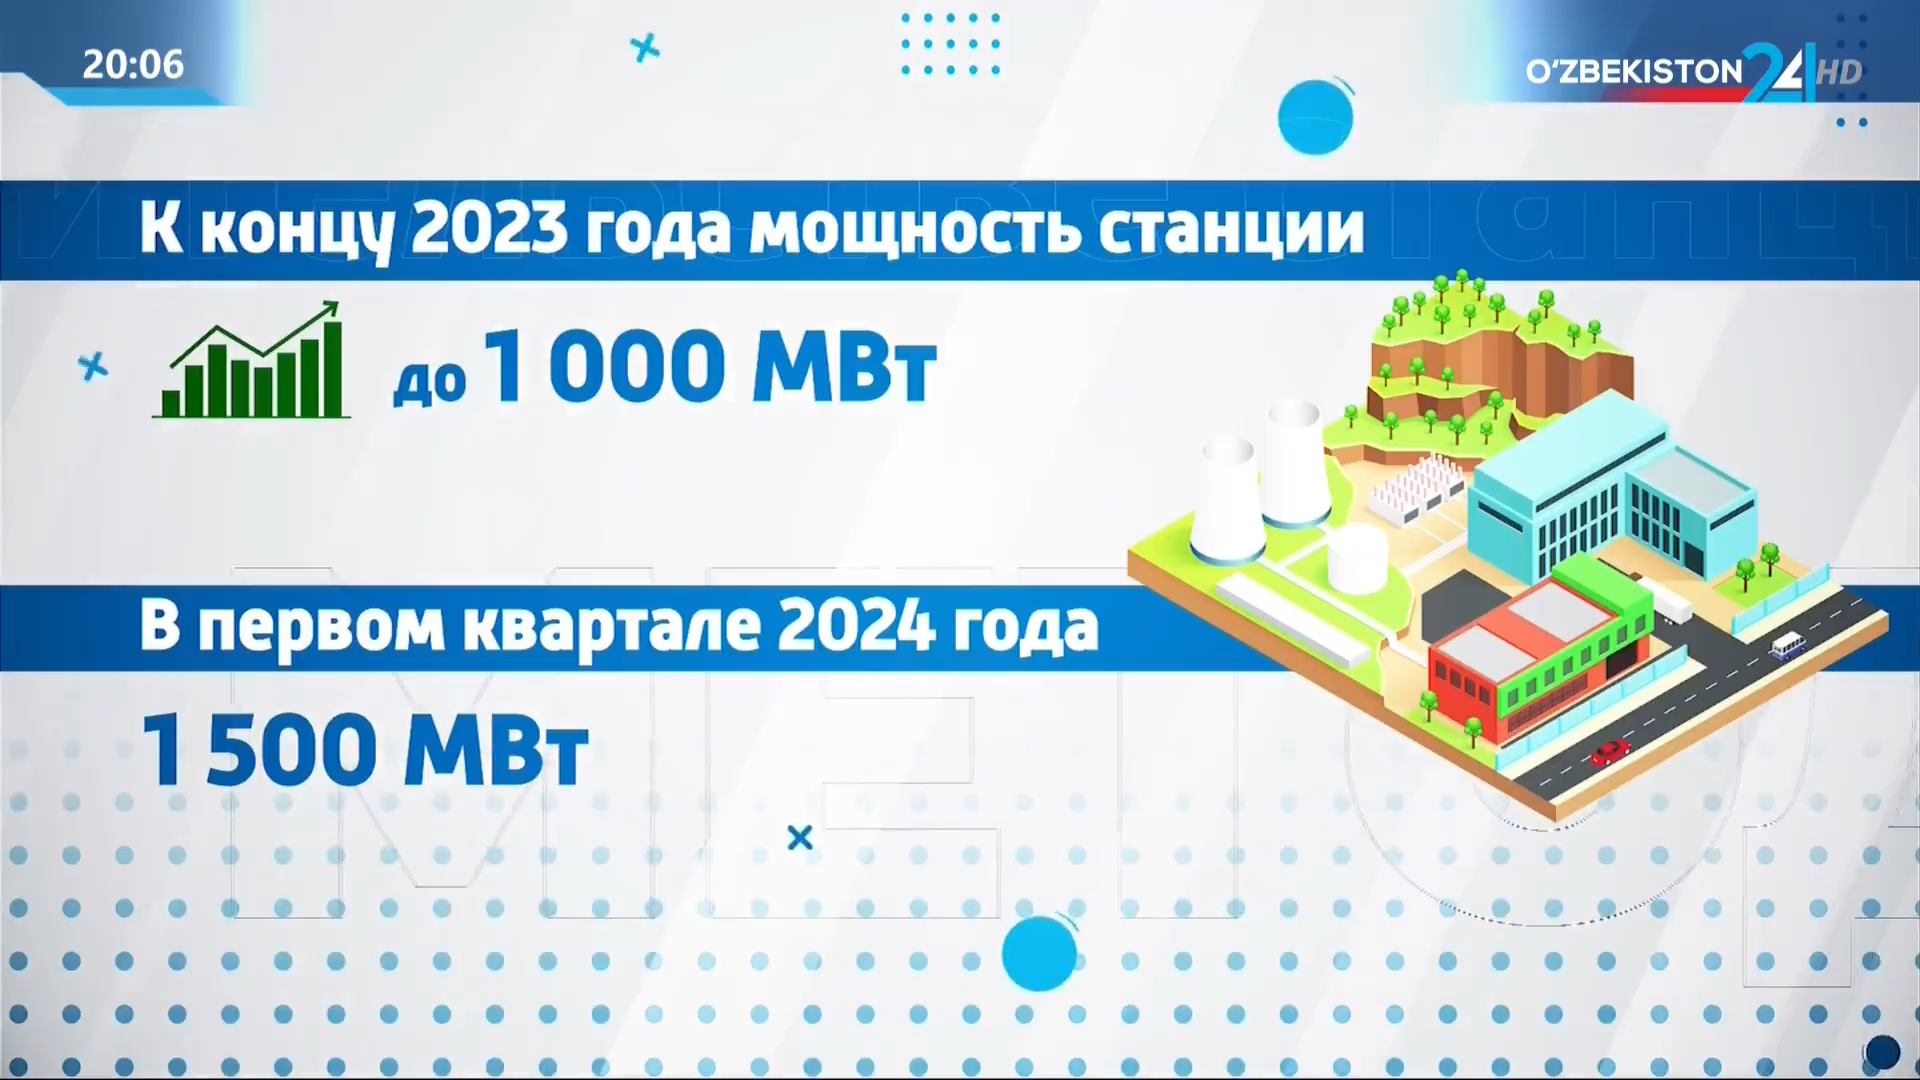 20:06
O‘ZBEKISTON 24 HD
К концу 2023 года мощность станции
до 1 000 МВт
В первом квартале 2024 года
1 500 МВт